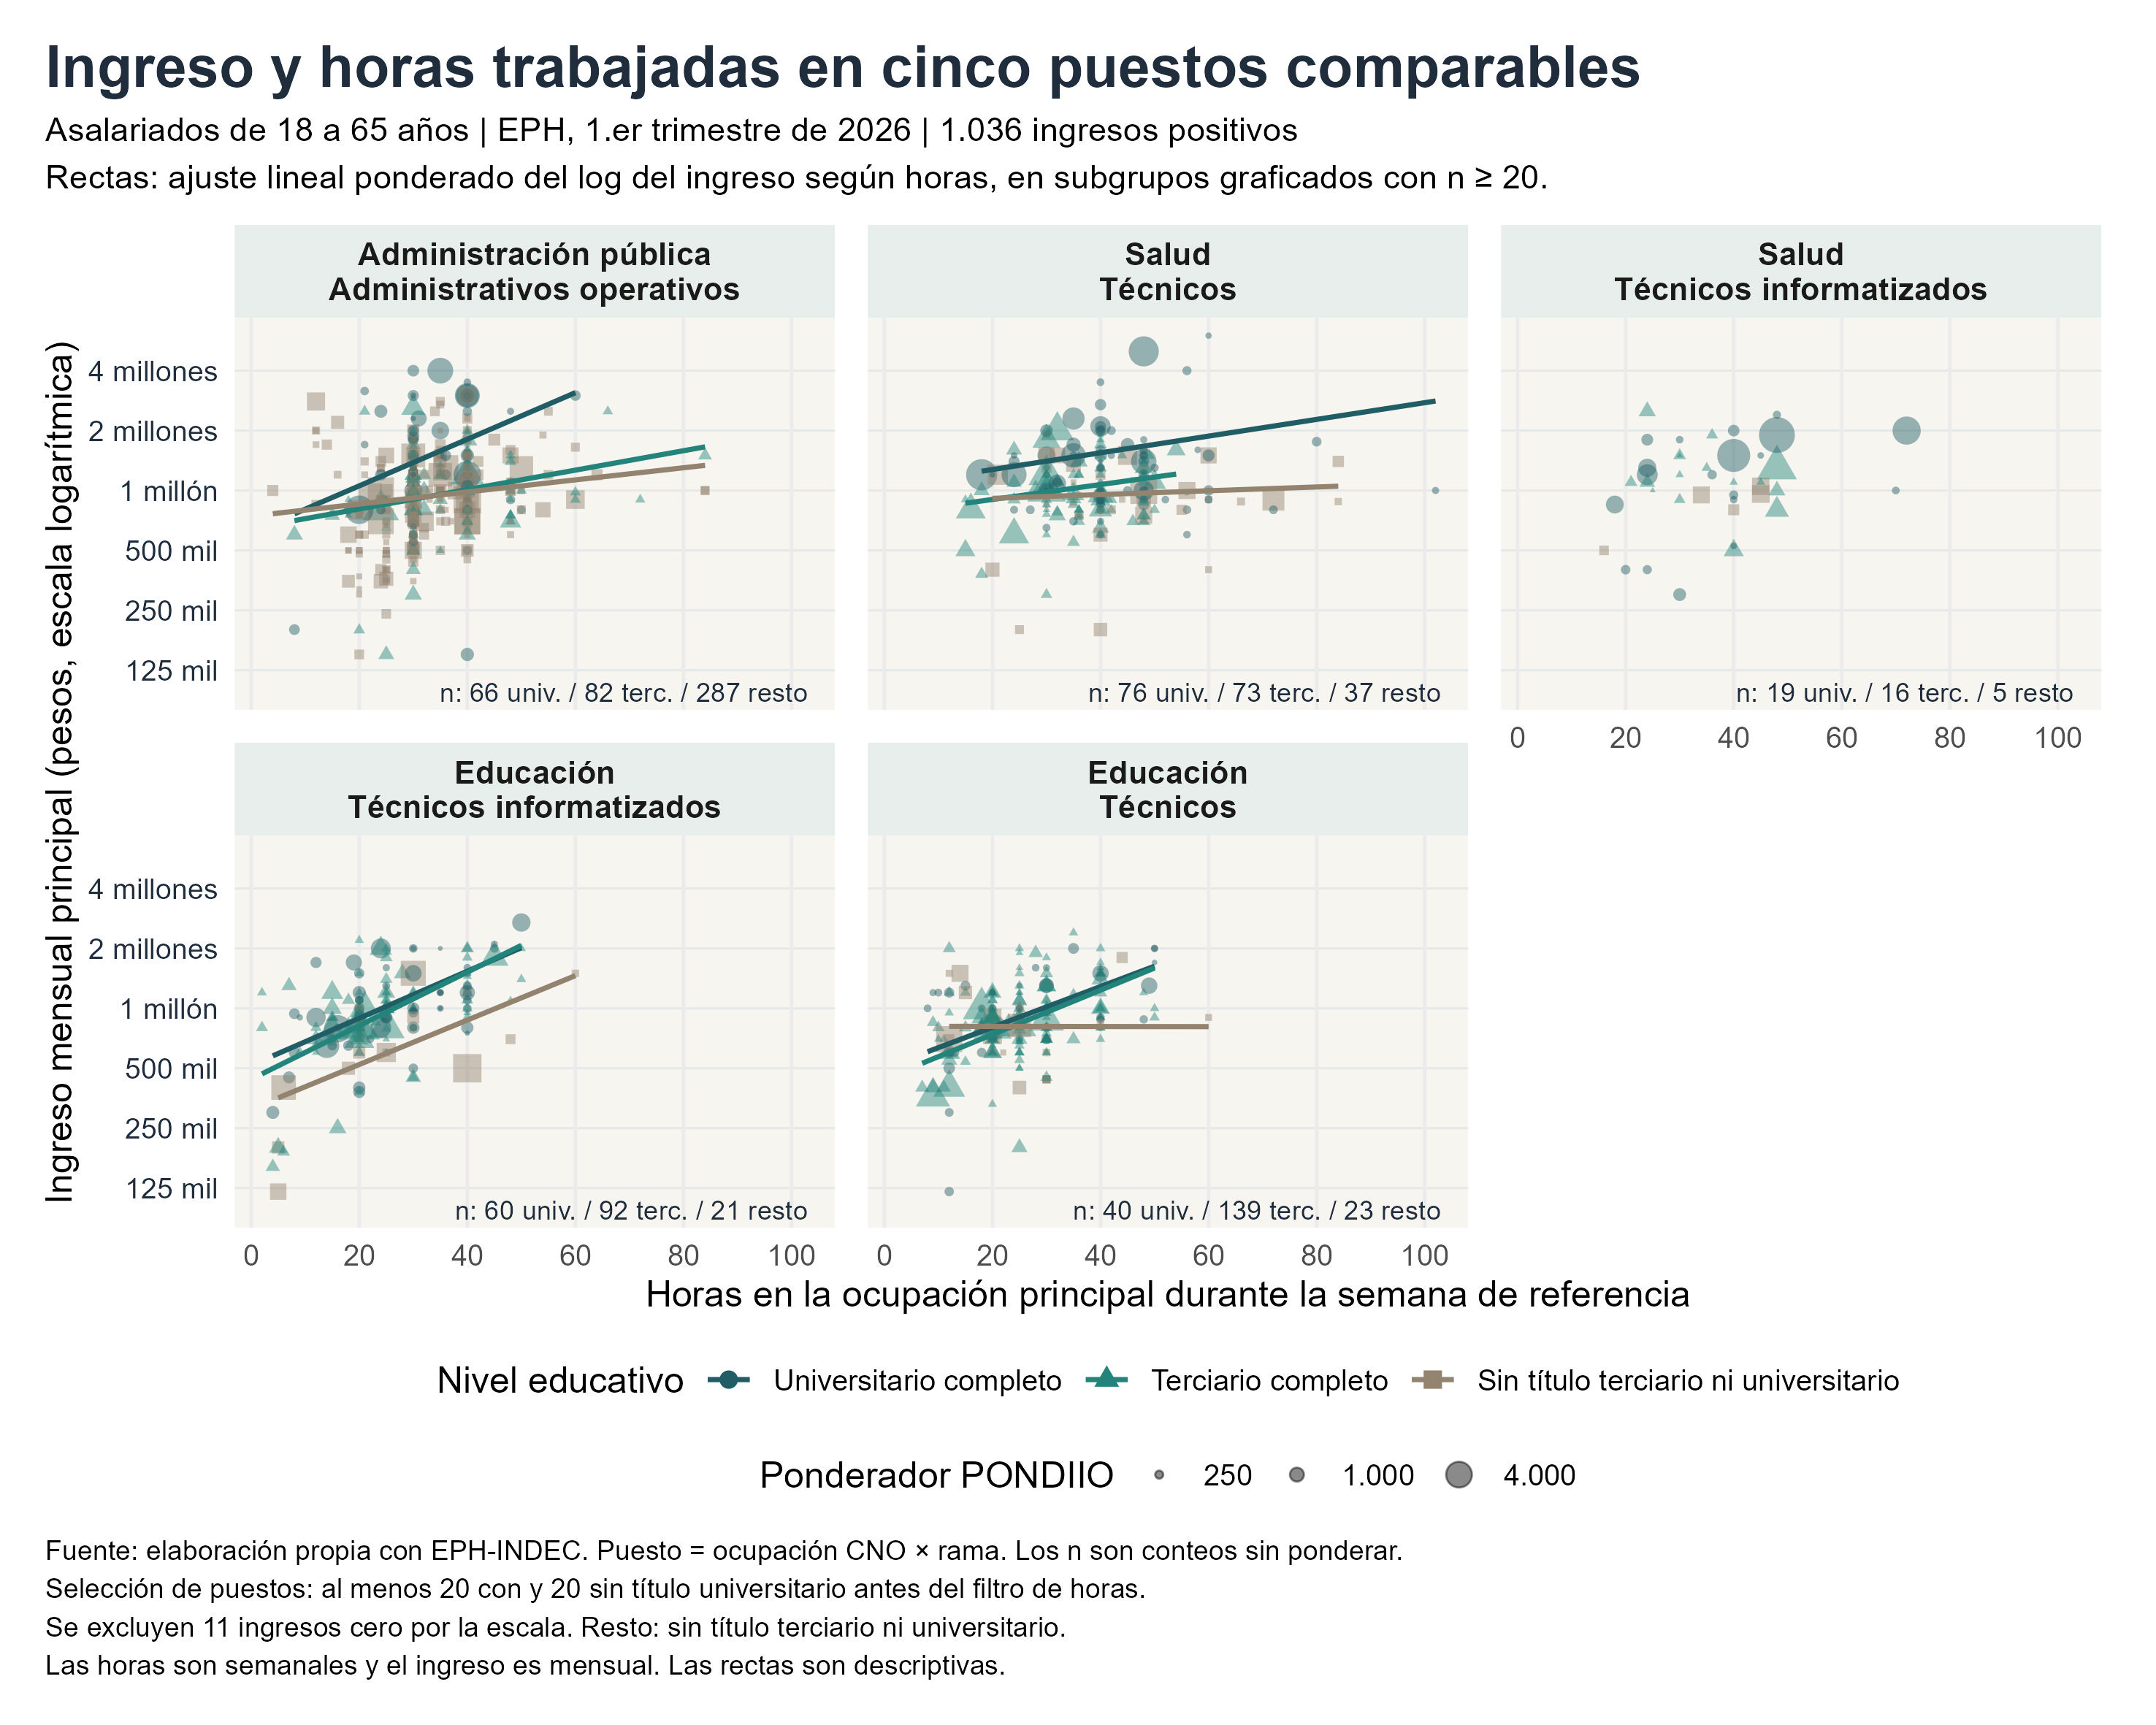 Ingreso y horas trabajadas en cinco puestos comparables
Asalariados de 18 a 65 años | EPH, 1.er trimestre de 2026 | 1.036 ingresos positivos
Rectas: ajuste lineal ponderado del log del ingreso según horas, en subgrupos graficados con n ≥ 20.
Administración pública
Administrativos operativos
Salud
Técnicos
Salud
Técnicos informatizados
Ingreso mensual principal (pesos, escala logarítmica)
4 millones
2 millones
1 millón
500 mil
250 mil
125 mil
n: 66 univ. / 82 terc. / 287 resto
n: 76 univ. / 73 terc. / 37 resto
n: 19 univ. / 16 terc. / 5 resto
0 20 40 60 80 100
Educación
Técnicos informatizados
Educación
Técnicos
4 millones
2 millones
1 millón
500 mil
250 mil
125 mil
n: 60 univ. / 92 terc. / 21 resto
n: 40 univ. / 139 terc. / 23 resto
0 20 40 60 80 100
0 20 40 60 80 100
Horas en la ocupación principal durante la semana de referencia
Nivel educativo Universitario completo Terciario completo Sin título terciario ni universitario
Ponderador PONDIIO 250 1.000 4.000
Fuente: elaboración propia con EPH-INDEC. Puesto = ocupación CNO × rama. Los n son conteos sin ponderar.
Selección de puestos: al menos 20 con y 20 sin título universitario antes del filtro de horas.
Se excluyen 11 ingresos cero por la escala. Resto: sin título terciario ni universitario.
Las horas son semanales y el ingreso es mensual. Las rectas son descriptivas.